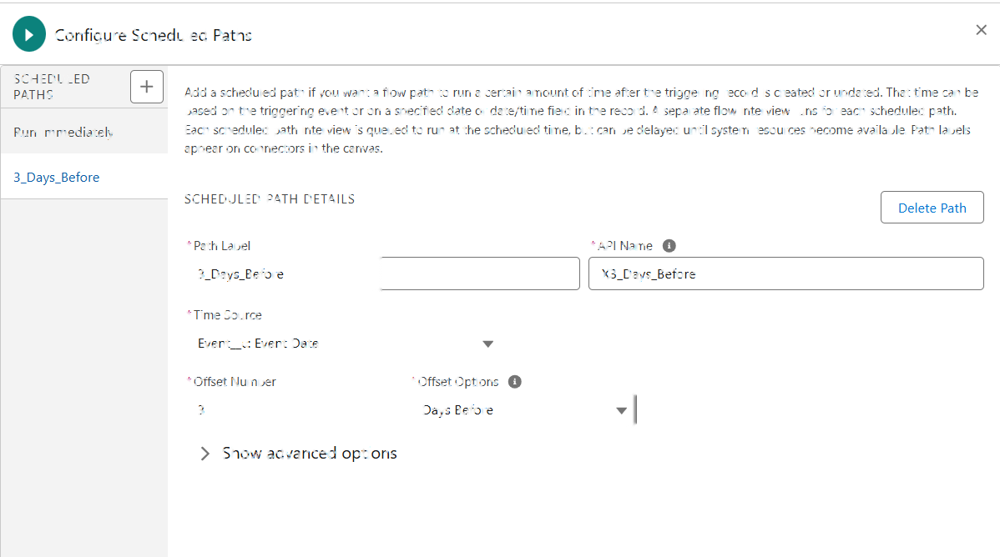 Configure Scheduled Paths
SCHEDULED
PATHS
Run Immediately
3_Days_Before
Add a scheduled path if you want a flow path to run a certain amount of time after the triggering record is created or updated. That time can be
based on the triggering event or on a specified date or date/time field in the record. A separate flow interview runs for each scheduled path.
Each scheduled path interview is queued to run at the scheduled time, but can be delayed until system resources become available. Path labels
appear on connectors in the canvas.
SCHEDULED PATH DETAILS
Delete Path
*Path Label
*API Name
3_Days_Before
X3_Days_Before
*Time Source
Event__c: Event Date
*Offset Number
*Offset Options
3
Days Before
Show advanced options